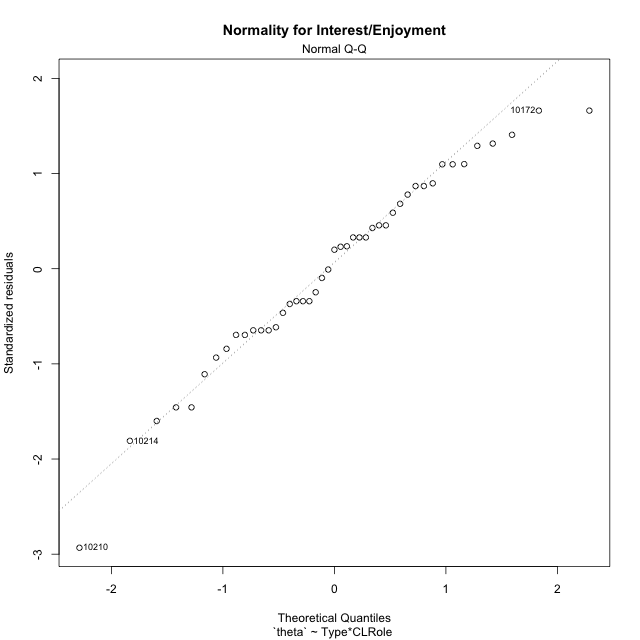 Normality for Interest/Enjoyment
Normal Q-Q
2
10172
1
Standardized residuals
0
-1
10214
-2
10210
-3
-2 -1 0 1 2
Theoretical Quantiles
`theta` ~ Type*CLRole